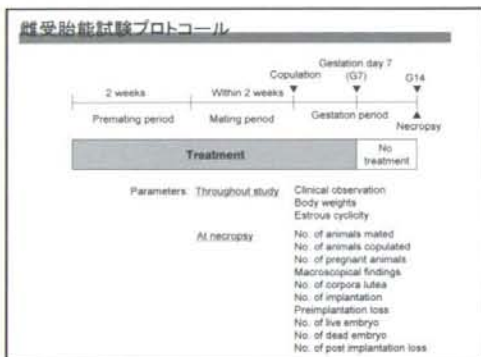 雌受胎能試験プロトコール
Gestation day 7
Copulation (G7) G14
2 weeks Within 2 weeks
Premating period Mating period Gestation period
Necropsy
Treatment No treatment
Parameters: Throughout study Clinical observation
Body weights
Estrous cyclicity
At necropsy No. of animals mated
No. of animals copulated
No. of pregnant animals
Macroscopical findings
No. of corpora lutea
No. of implantation
Preimplantation loss
No. of live embryo
No. of dead embryo
No. of post implantation loss